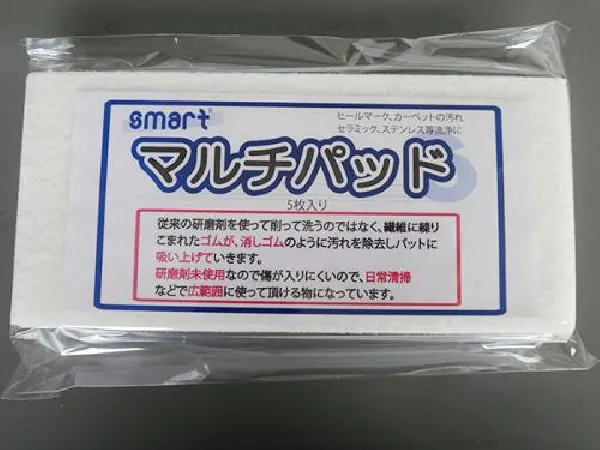 smart
ヒールマーク、カーペットの汚れ
セラミック、ステンレス等洗浄に
マルチパッド
5枚入り
従来の研磨剤を使って削って洗うのではなく、繊維に練り
こまれたゴムが、消しゴムのように汚れを除去しパットに
吸い上げていきます。
研磨剤未使用なので傷が入りにくいので、日常清掃
などで広範囲に使って頂ける物になっています。